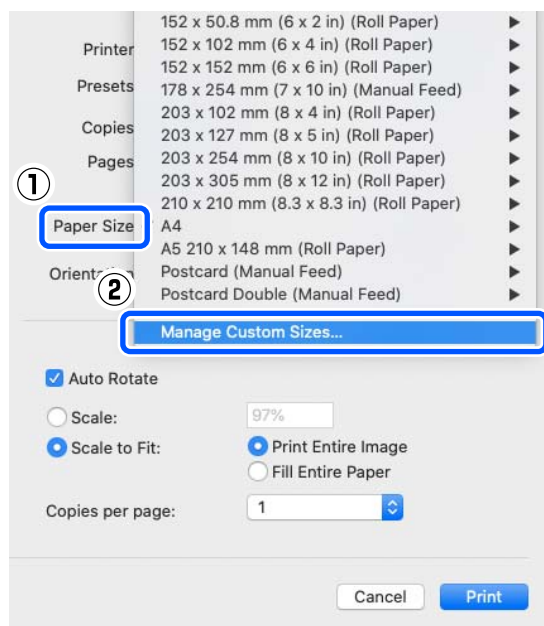 152 x 50.8 mm (6 x 2 in) (Roll Paper)
Printer
152 x 102 mm (6 x 4 in) (Roll Paper)
152 x 152 mm (6 x 6 in) (Roll Paper)
Presets
178 x 254 mm (7 x 10 in) (Manual Feed)
203 x 102 mm (8 x 4 in) (Roll Paper)
Copies
203 x 127 mm (8 x 5 in) (Roll Paper)
Pages
203 x 254 mm (8 x 10 in) (Roll Paper)
①
203 x 305 mm (8 x 12 in) (Roll Paper)
210 x 210 mm (8.3 x 8.3 in) (Roll Paper)
Paper Size
A4
A5 210 x 148 mm (Roll Paper)
Orientation
Postcard (Manual Feed)
②
Postcard Double (Manual Feed)
Manage Custom Sizes...
Auto Rotate
Scale:
97%
Scale to Fit:
Print Entire Image
Fill Entire Paper
Copies per page:
1
Cancel
Print